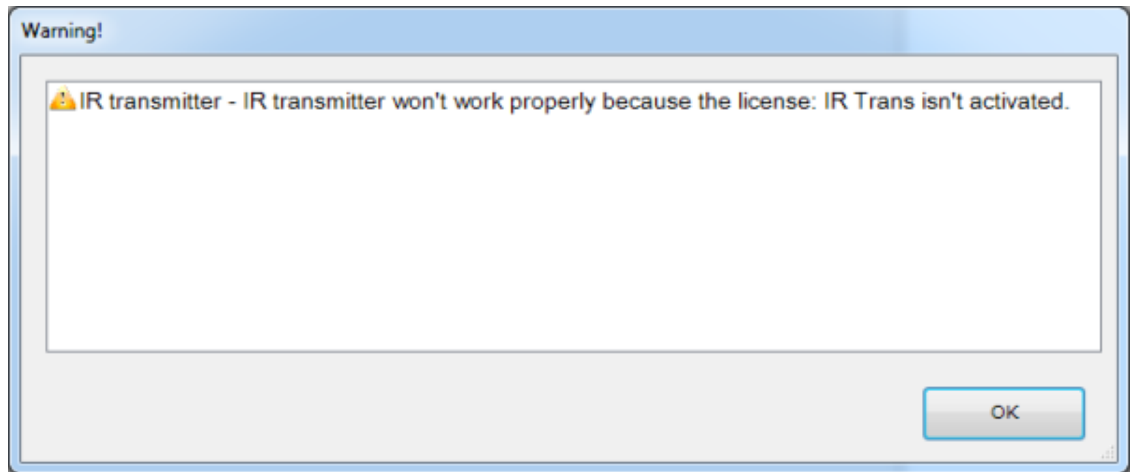 Warning!
IR transmitter - IR transmitter won't work properly because the license: IR Trans isn't activated.
OK